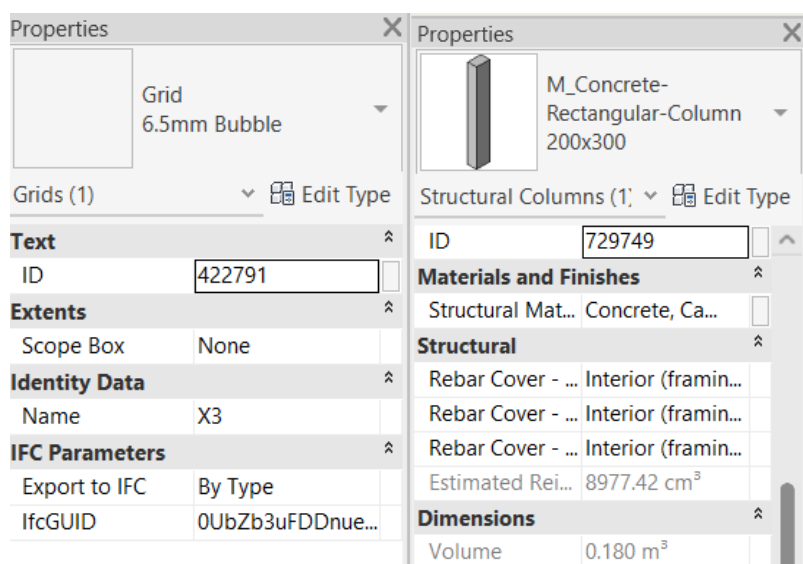 Properties
Grid
6.5mm Bubble
Grids (1)
Edit Type
Text
ID 422791
Extents
Scope Box None
Identity Data
Name X3
IFC Parameters
Export to IFC By Type
IfcGUID 0UbZb3uFDDnue...
Properties
M_Concrete-
Rectangular-Column
200x300
Structural Columns (1)
Edit Type
ID 729749
Materials and Finishes
Structural Mat... Concrete, Ca...
Structural
Rebar Cover - ... Interior (framin...
Rebar Cover - ... Interior (framin...
Rebar Cover - ... Interior (framin...
Estimated Rei... 8977.42 cm³
Dimensions
Volume 0.180 m³